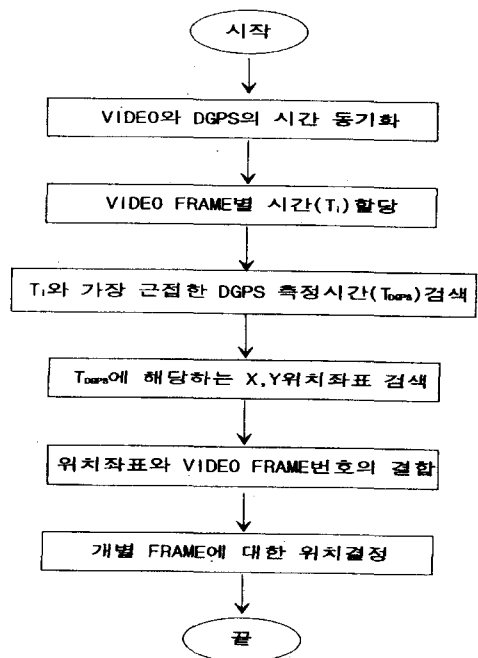 시작
VIDEO와 DGPS의 시간 동기화
VIDEO FRAME별 시간(Ti)할당
Ti와 가장 근접한 DGPS 측정시간(TDGPS)검색
TDGPS에 해당하는 X,Y위치좌표 검색
위치좌표와 VIDEO FRAME번호의 결합
개별 FRAME에 대한 위치결정
끝